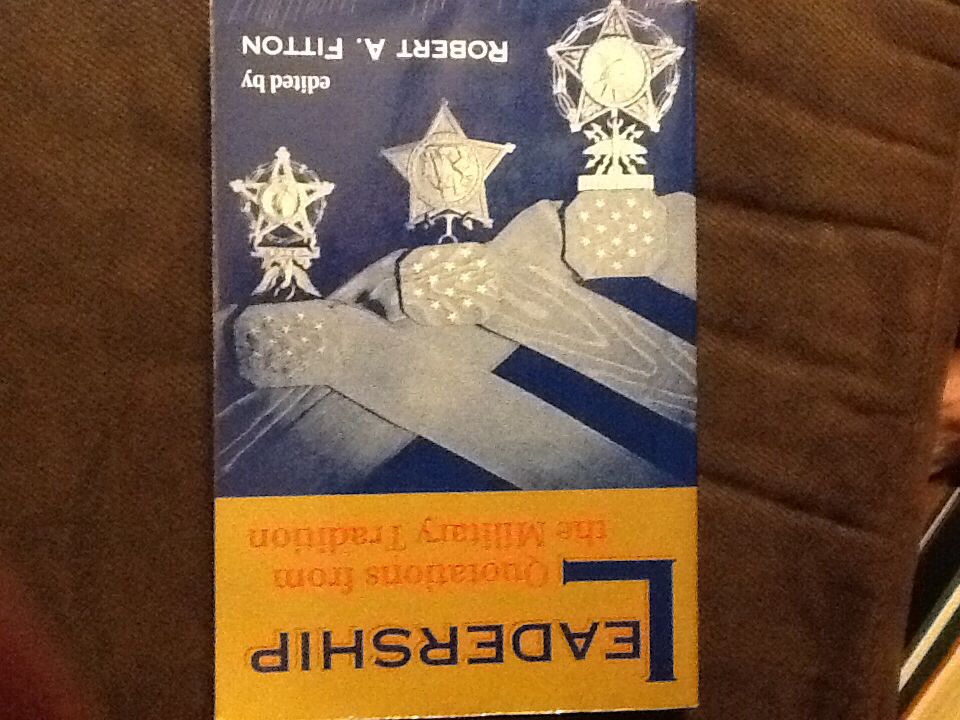 LEADERSHIP
Quotations from
the Military Tradition
edited by
ROBERT A. FITTON